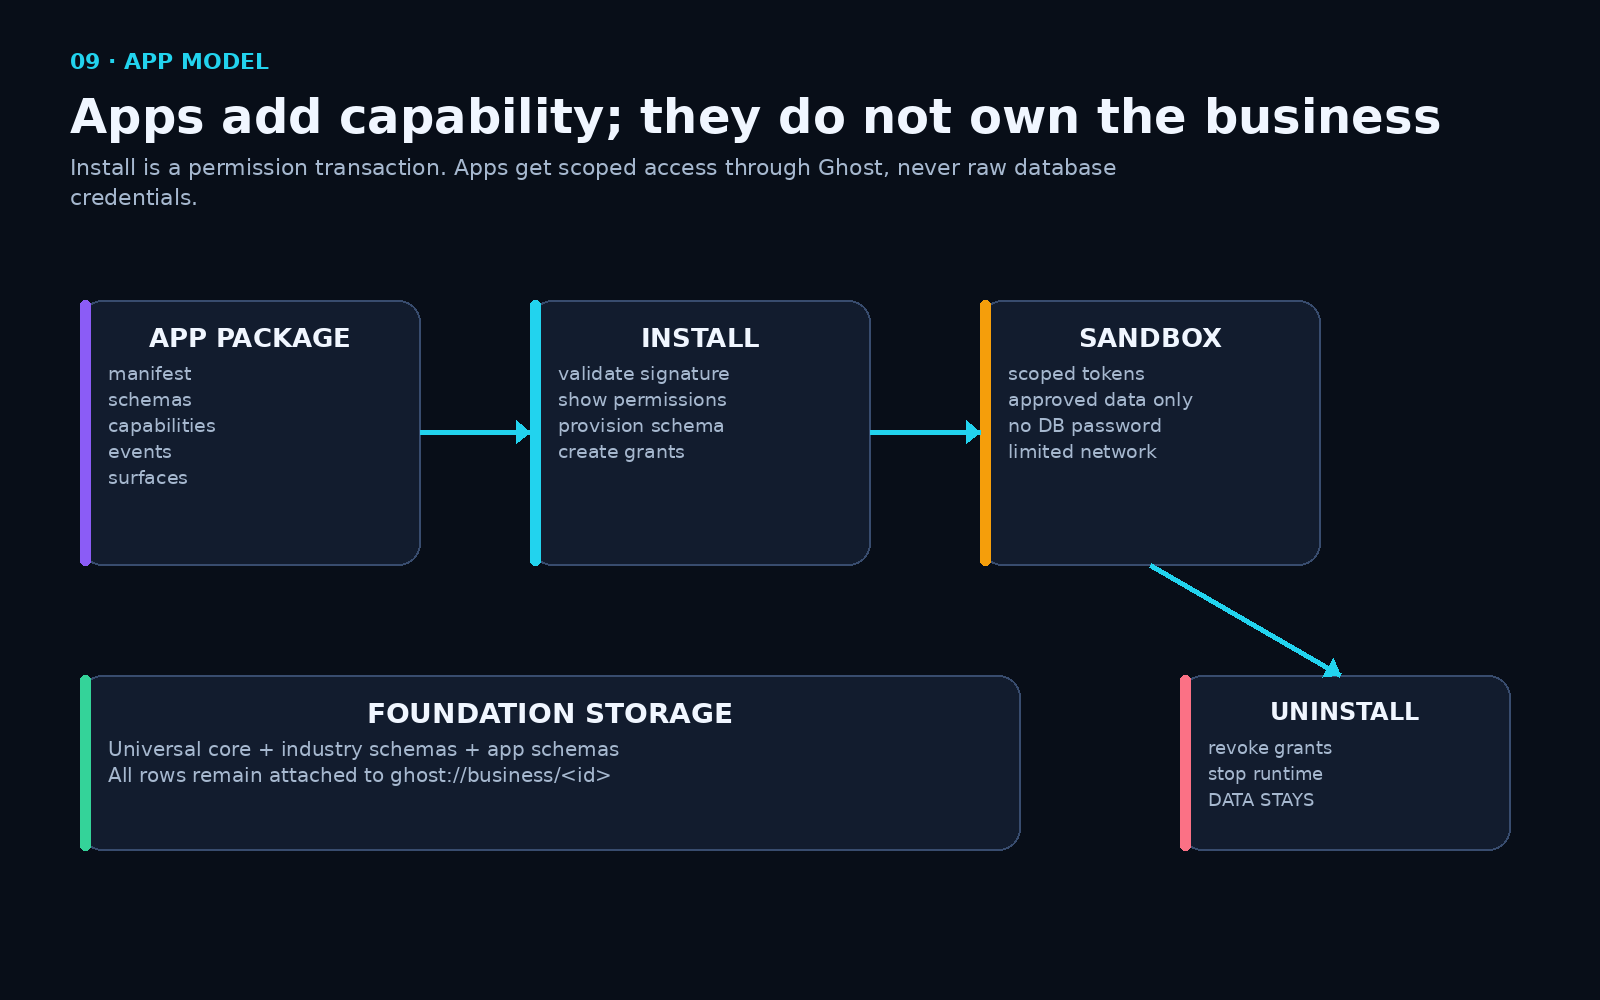 09 · APP MODEL
Apps add capability; they do not own the business
Install is a permission transaction. Apps get scoped access through Ghost, never raw database
credentials.
APP PACKAGE
manifest
schemas
capabilities
events
surfaces
INSTALL
validate signature
show permissions
provision schema
create grants
SANDBOX
scoped tokens
approved data only
no DB password
limited network
FOUNDATION STORAGE
Universal core + industry schemas + app schemas
All rows remain attached to ghost://business/<id>
UNINSTALL
revoke grants
stop runtime
DATA STAYS